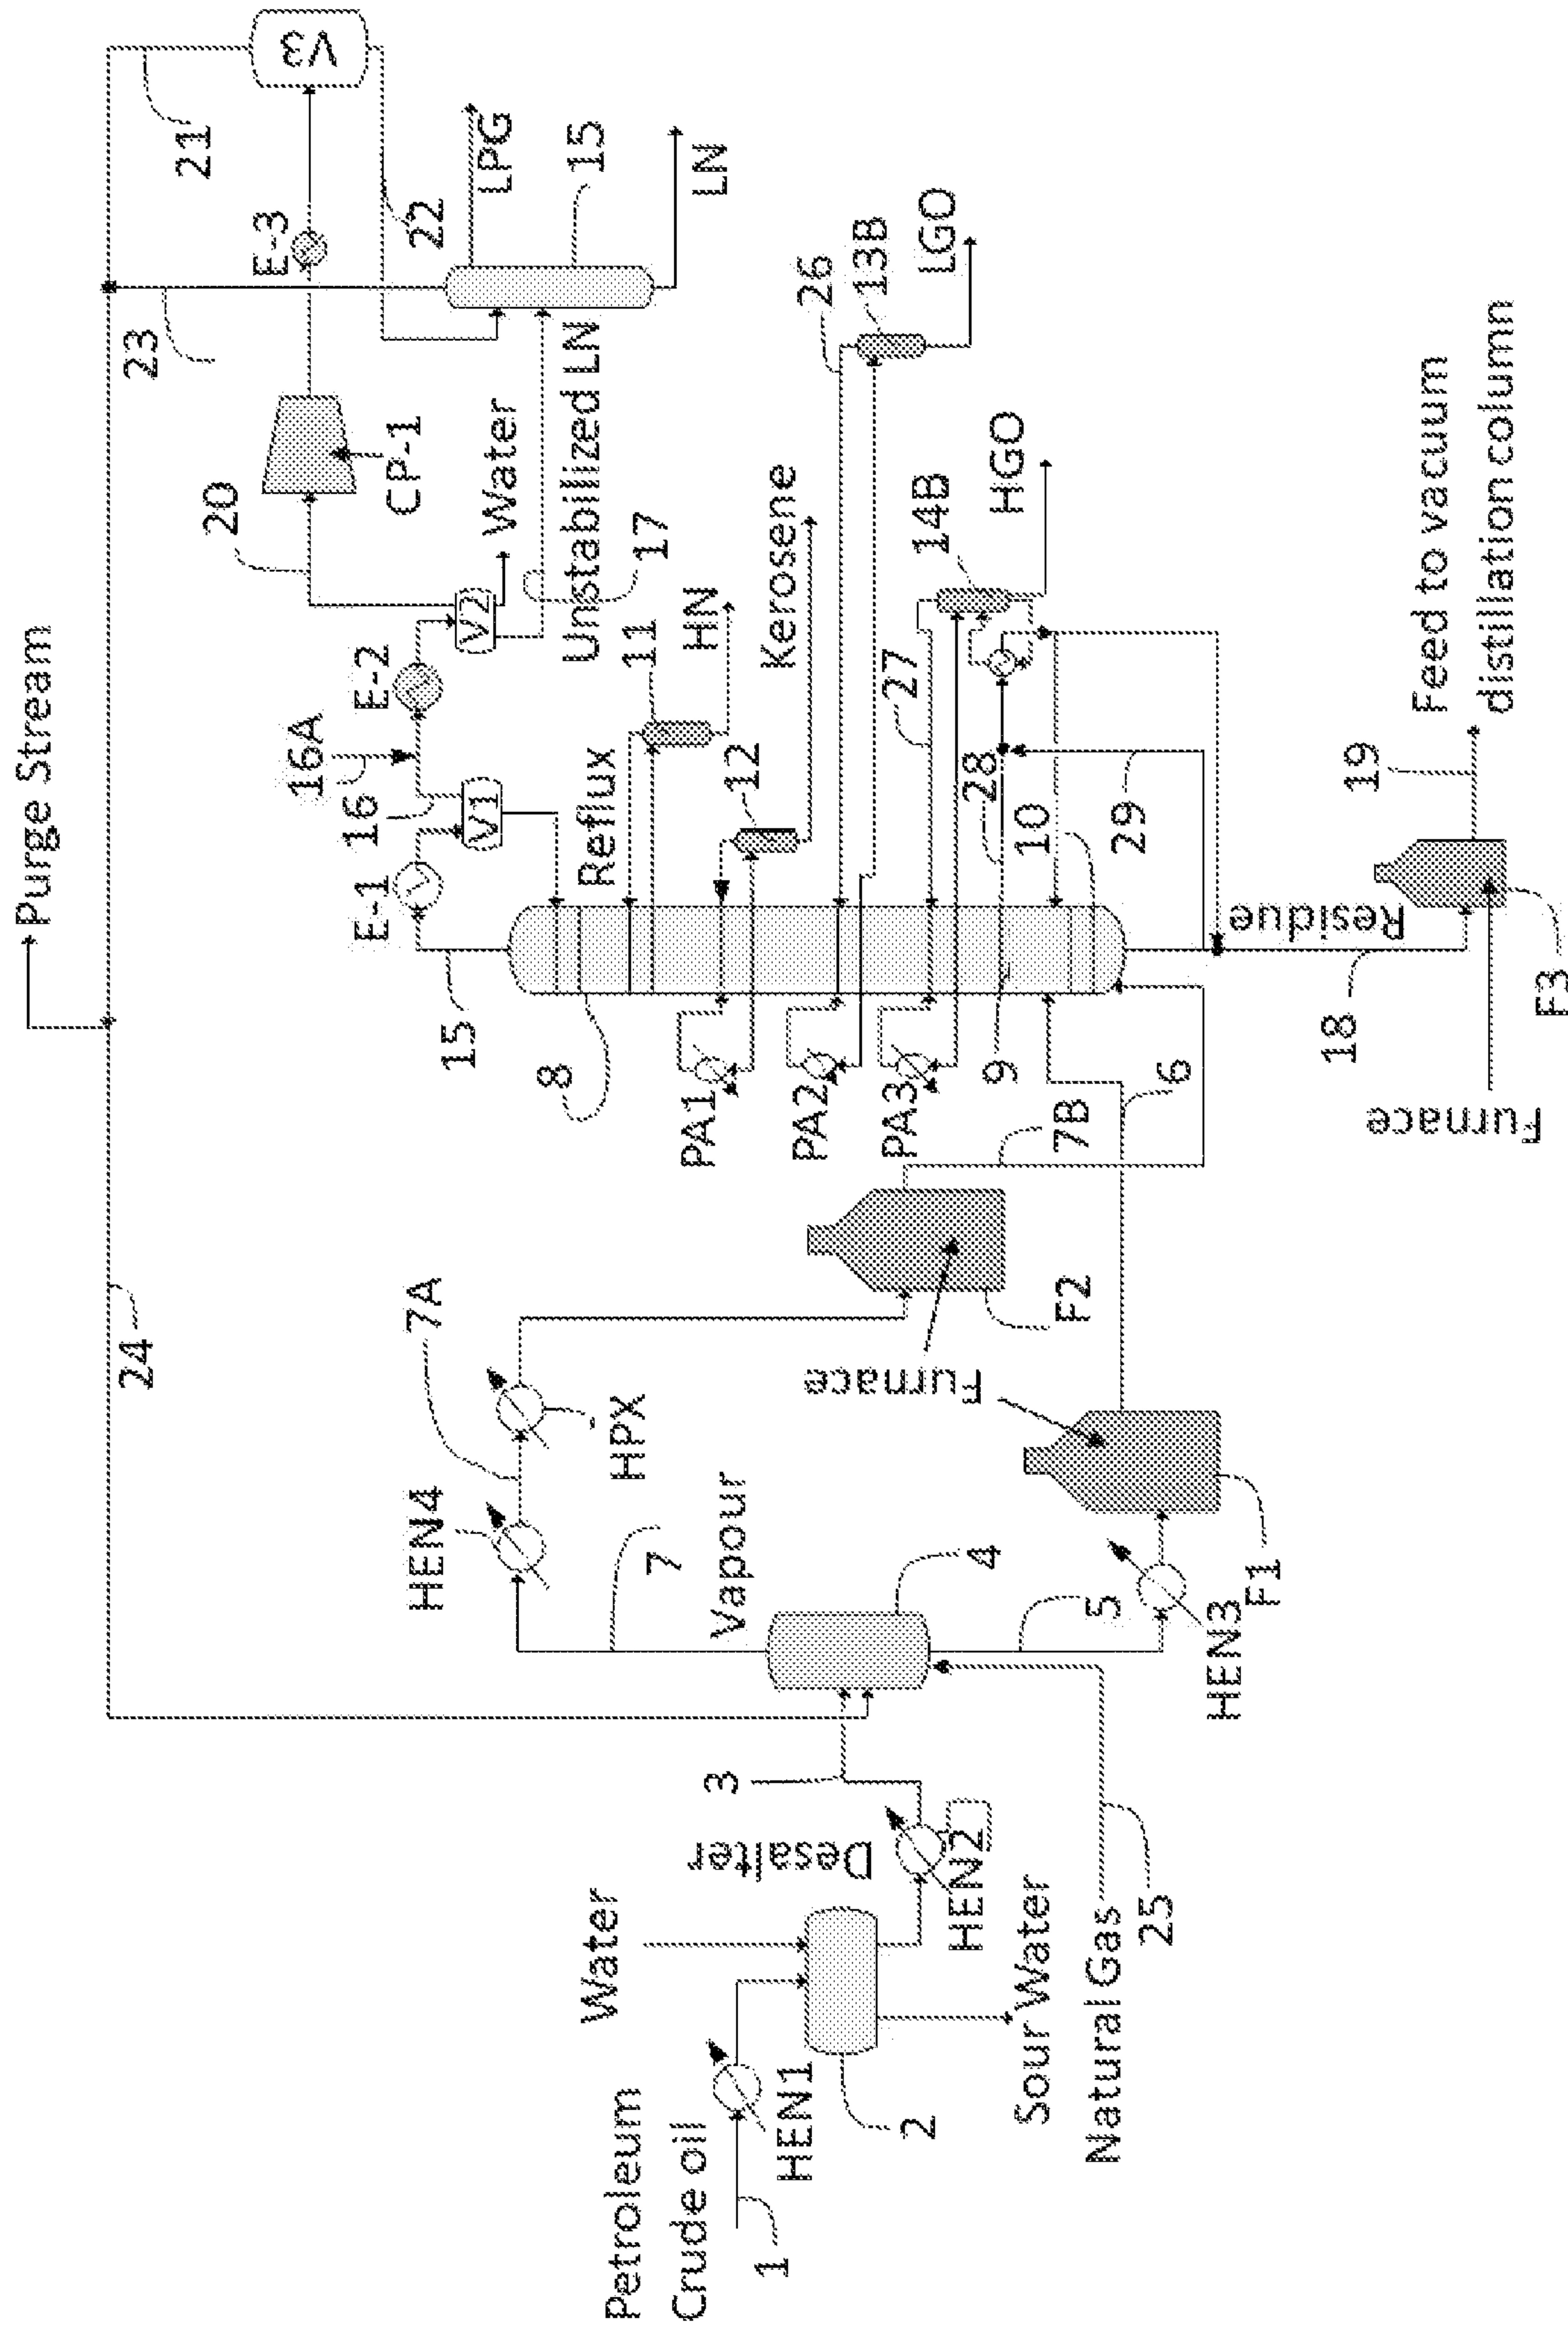 Purge Stream
24
23
21
V3
E-3
22
LPG
15
LN
20
CP-1
Water
Unstabilized LN
17
16A
16
E-2
V2
E-1
V1
15
8
Reflux
11
HN
12
Kerosene
26
13B
LGO
27
14B
HGO
28
10
29
PA1
PA2
PA3
9
7B
6
Residue
18
19
F3
Furnace
Feed to vacuum
distillation column
7A
HEN4
HPX
F2
Furnace
F1
Vapour
7
4
5
HEN3
3
Desalter
HEN2
Water
Petroleum
Crude oil
1
HEN1
2
Sour Water
Natural Gas
25